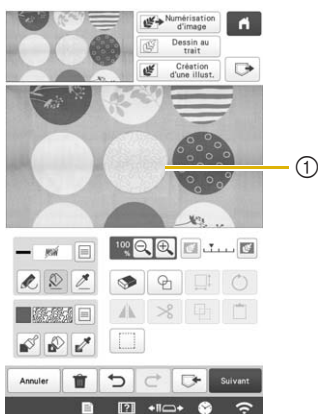 Numérisation
d'image
Dessin au
trait
Création
d'une illust.
①
100
%
Annuler
Suivant